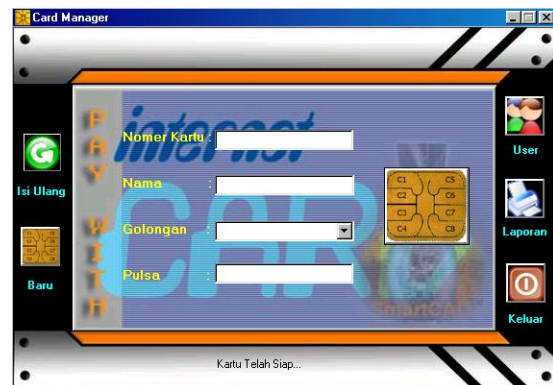 Card Manager
internet
PAY WITH
CARD
Nomer Kartu :
Nama :
Golongan :
Pulsa :
C1 C5
C2 C6
C3 C7
C4 C8
SmartCARD
Isi Ulang
Baru
User
Laporan
Keluar
Kartu Telah Siap...